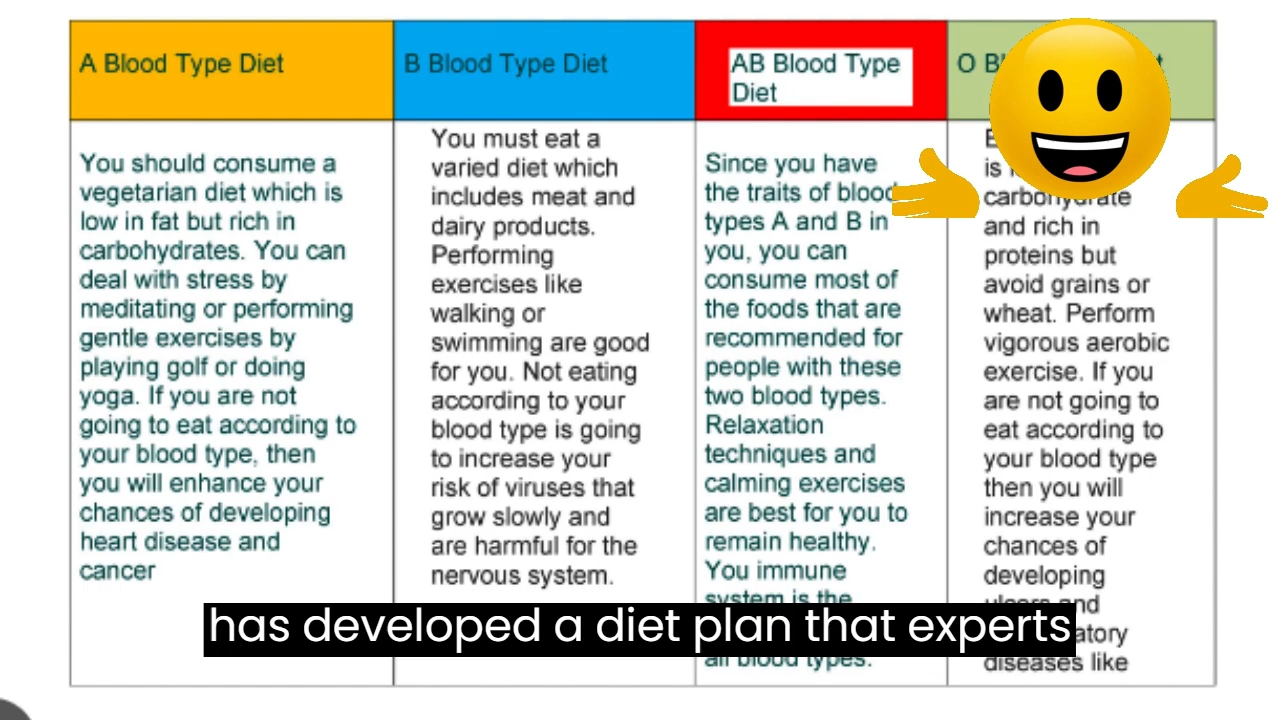 A Blood Type Diet
B Blood Type Diet
AB Blood Type
Diet
O
You should consume a
vegetarian diet which is
low in fat but rich in
carbohydrates. You can
deal with stress by
meditating or performing
gentle exercises by
playing golf or doing
yoga. If you are not
going to eat according to
your blood type, then
you will enhance your
chances of developing
heart disease and
cancer
You must eat a
varied diet which
includes meat and
dairy products.
Performing
exercises like
walking or
swimming are good
for you. Not eating
according to your
blood type is going
to increase your
risk of viruses that
grow slowly and
are harmful for the
nervous system.
Since you have
the traits of blood
types A and B in
you, you can
consume most of
the foods that are
recommended for
people with these
two blood types.
Relaxation
techniques and
calming exercises
are best for you to
remain healthy.
You immune
system is the
all blood types.
is
carbohydrate
and rich in
proteins but
avoid grains or
wheat. Perform
vigorous aerobic
exercise. If you
are not going to
eat according to
your blood type
then you will
increase your
chances of
developing
and
diseases like
has developed a diet plan that experts